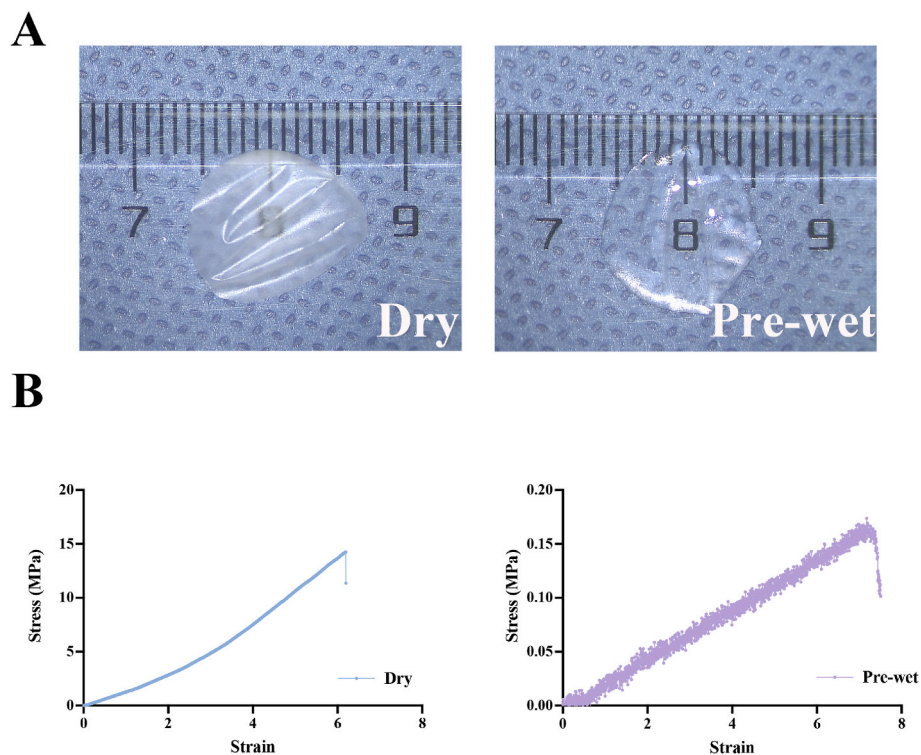 A
7 8 9
Dry
7 8 9
Pre-wet
B
20
15
10
5
0
Stress (MPa)
0 2 4 6 8
Strain
Dry
0.20
0.15
0.10
0.05
0.00
Stress (MPa)
0 2 4 6 8
Strain
Pre-wet